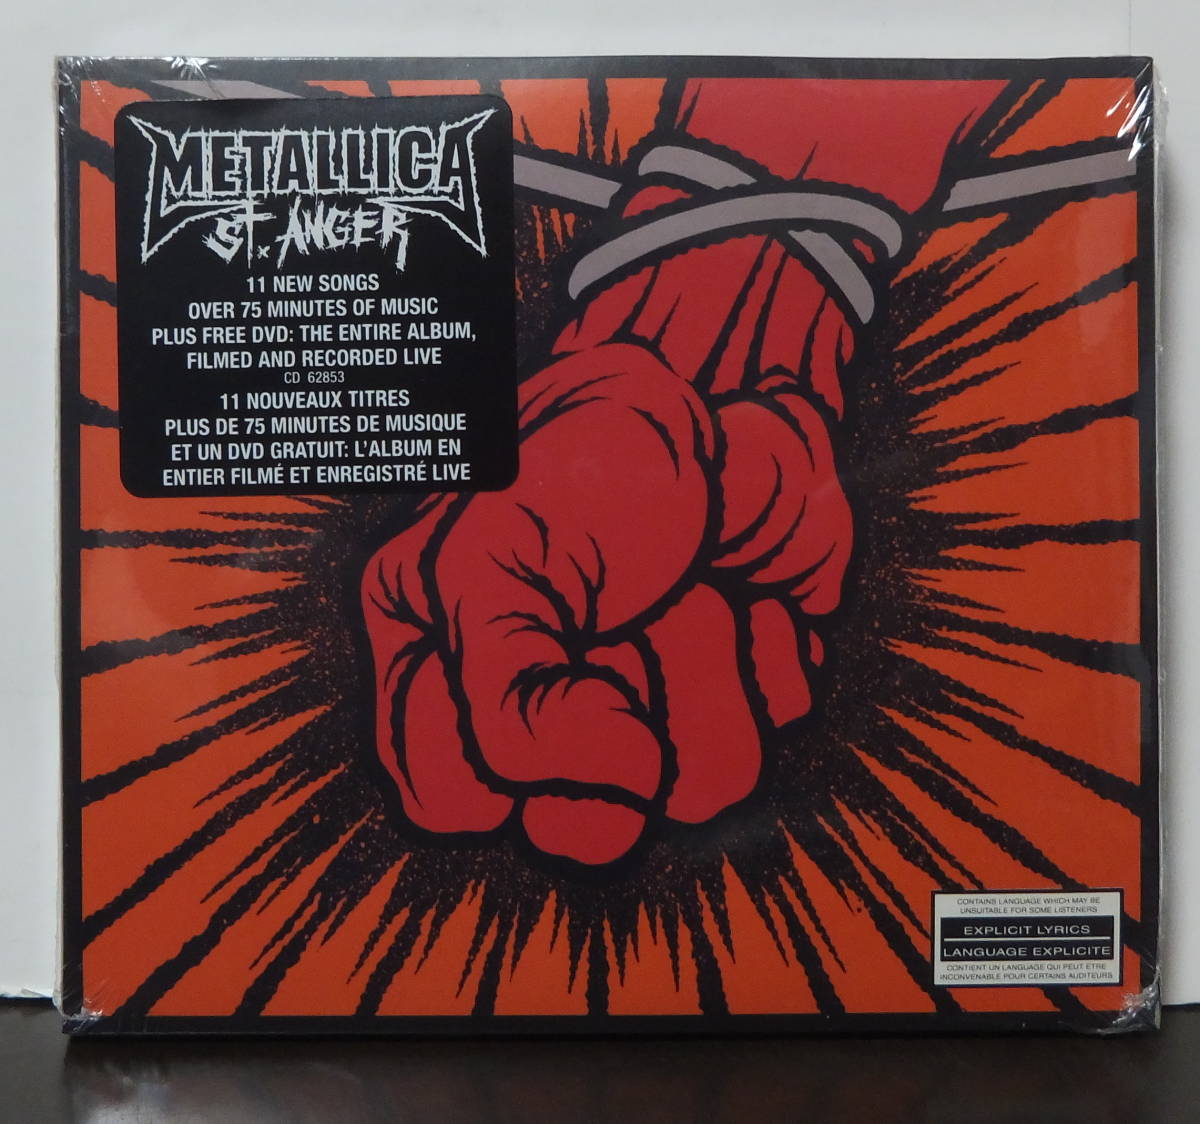 METALLICA
ST. ANGER
11 NEW SONGS
OVER 75 MINUTES OF MUSIC
PLUS FREE DVD: THE ENTIRE ALBUM,
FILMED AND RECORDED LIVE
CD 62853
11 NOUVEAUX TITRES
PLUS DE 75 MINUTES DE MUSIQUE
ET UN DVD GRATUIT: L'ALBUM EN
ENTIER FILMÉ ET ENREGISTRÉ LIVE
CONTAINS LANGUAGE WHICH MAY BE
UNSUITABLE FOR SOME LISTENERS
EXPLICIT LYRICS
LANGUAGE EXPLICITE
CONTIENT UN LANGUAGE QUI PEUT ETRE
INCONVENABLE POUR CERTAINS AUDITEURS